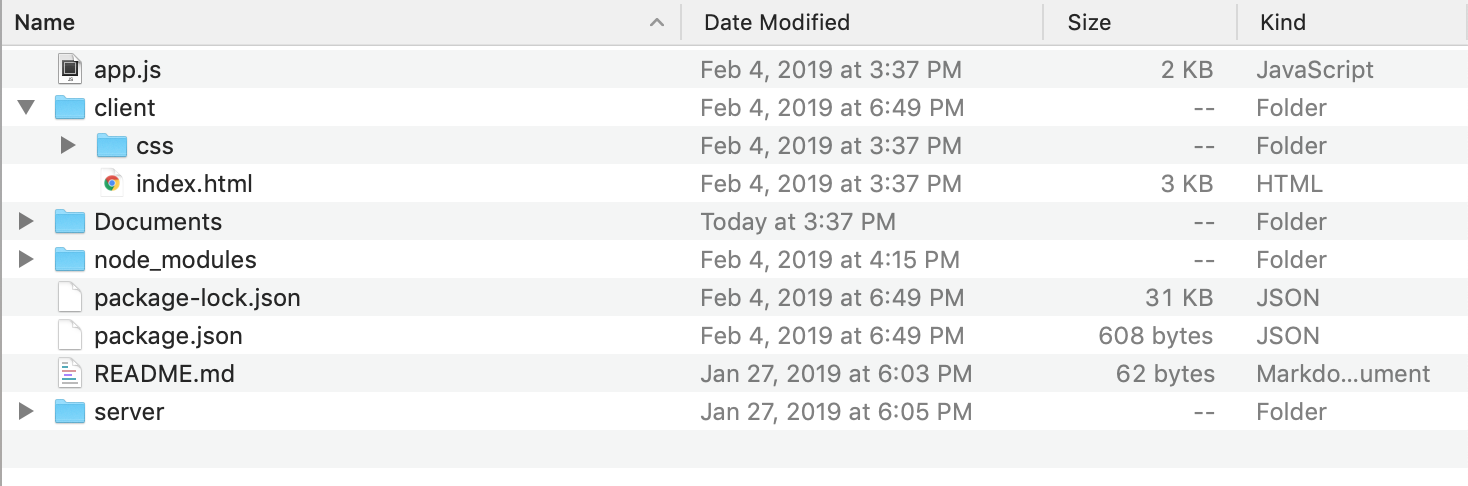 Name Date Modified Size Kind
app.js Feb 4, 2019 at 3:37 PM 2 KB JavaScript
client Feb 4, 2019 at 6:49 PM -- Folder
css Feb 4, 2019 at 3:37 PM -- Folder
index.html Feb 4, 2019 at 3:37 PM 3 KB HTML
Documents Today at 3:37 PM -- Folder
node_modules Feb 4, 2019 at 4:15 PM -- Folder
package-lock.json Feb 4, 2019 at 6:49 PM 31 KB JSON
package.json Feb 4, 2019 at 6:49 PM 608 bytes JSON
README.md Jan 27, 2019 at 6:03 PM 62 bytes Markdo...ument
server Jan 27, 2019 at 6:05 PM -- Folder